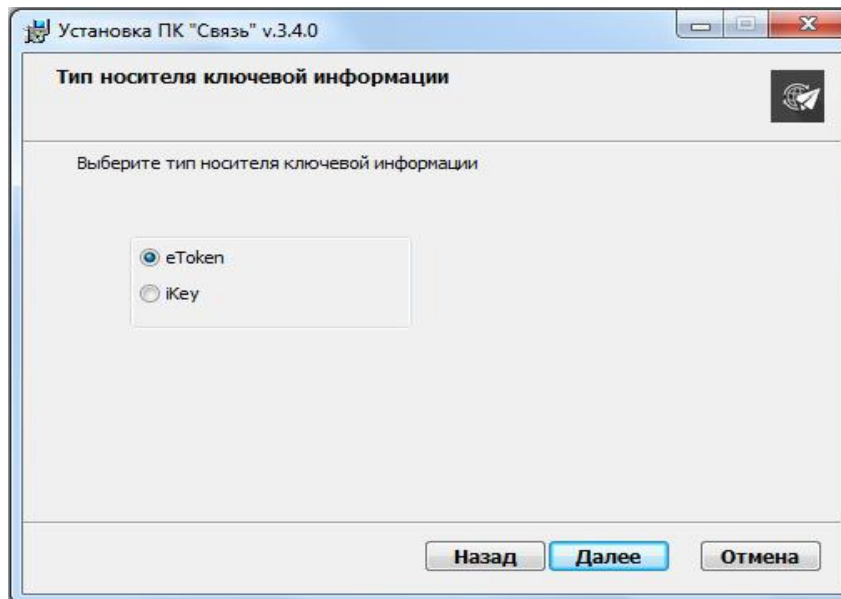 Установка ПК "Связь" v.3.4.0
Тип носителя ключевой информации
Выберите тип носителя ключевой информации
eToken
iKey
Назад Далее Отмена